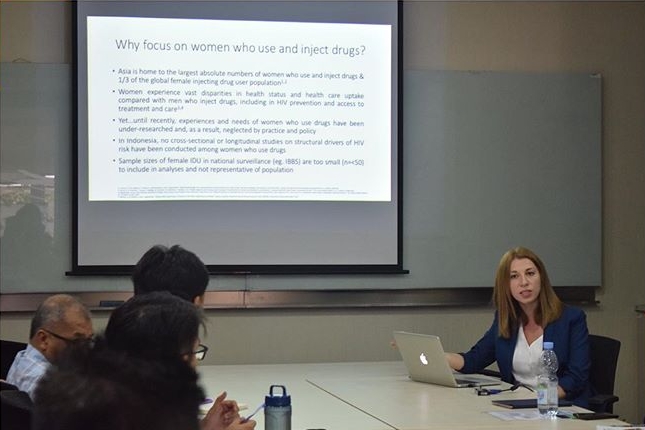 Why focus on women who use and inject drugs?
• Asia is home to the largest absolute numbers of women who use and inject drugs &
1/3 of the global female injecting drug user population¹,²
• Women experience vast disparities in health status and health care uptake
compared with men who inject drugs, including in HIV prevention and access to
treatment and care³,⁴
• Yet...until recently, experiences and needs of women who use drugs have been
under-researched and, as a result, neglected by practice and policy
• In Indonesia, no cross-sectional or longitudinal studies on structural drivers of HIV
risk have been conducted among women who use drugs
• Sample sizes of female IDU in national surveillance (eg. IBBS) are too small (n=<50)
to include in analyses and not representative of population